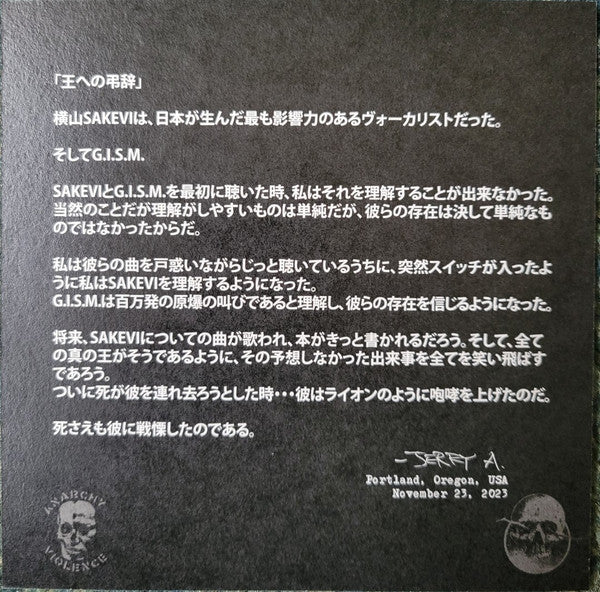 「王への弔辞」
横山SAKEVIは、日本が生んだ最も影響力のあるヴォーカリストだった。
そしてG.I.S.M.
SAKEVIとG.I.S.M.を最初に聴いた時、私はそれを理解することが出来なかった。
当然のことだが理解がしやすいものは単純だが、彼らの存在は決して単純なも
のではなかったからだ。
私は彼らの曲を戸惑いながらじっと聴いているうちに、突然スイッチが入ったよ
うに私はSAKEVIを理解するようになった。
G.I.S.M.は百万発の原爆の叫びであると理解し、彼らの存在を信じるようになった。
将来、SAKEVIについての曲が歌われ、本がきっと書かれるだろう。そして、全て
の真の王がそうであるように、その予想しなかった出来事を全てを笑い飛ばす
であろう。
ついに死が彼を連れ去ろうとした時・・・彼はライオンのように咆哮を上げたのだ。
死さえも彼に戦慄したのである。
-JERRY A.
Portland, Oregon, USA
November 23, 2023
ANARCHY
VIOLENCE